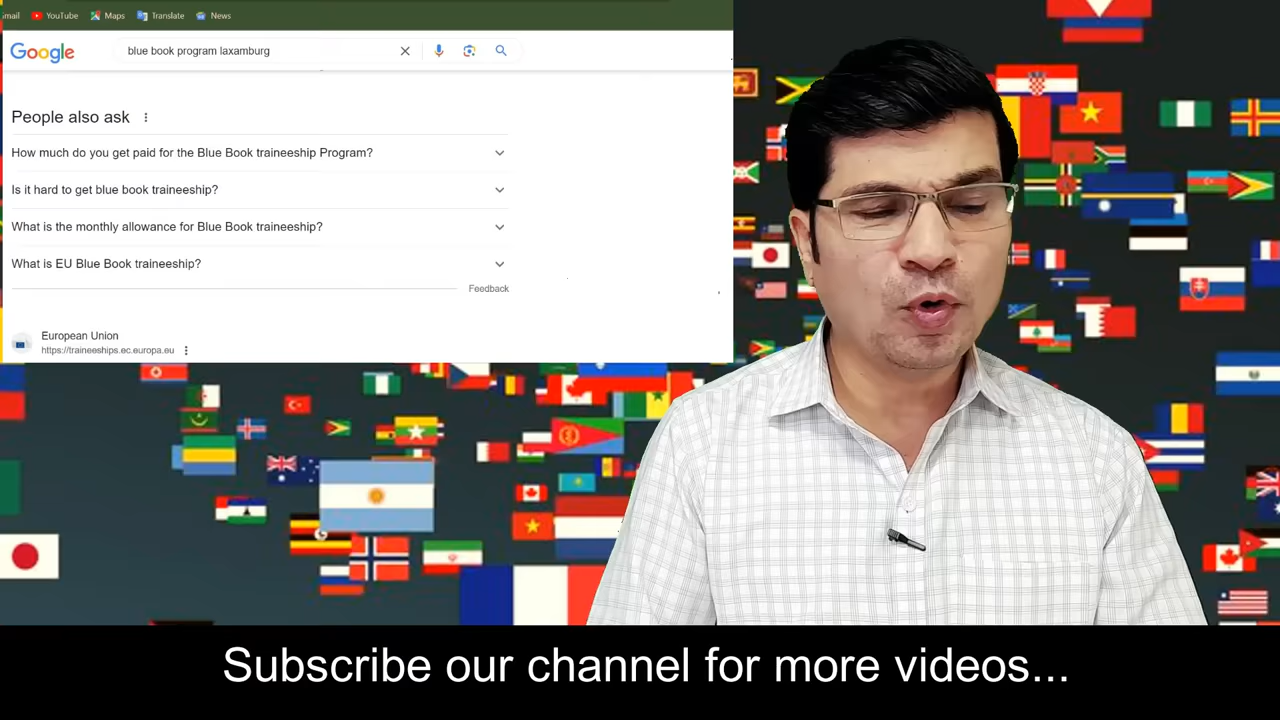 YouTube
Maps
Translate
News
Google
blue book program laxamburg
People also ask
How much do you get paid for the Blue Book traineeship Program?
Is it hard to get blue book traineeship?
What is the monthly allowance for Blue Book traineeship?
What is EU Blue Book traineeship?
Feedback
European Union
https://traineeships.ec.europa.eu
Subscribe our channel for more videos...